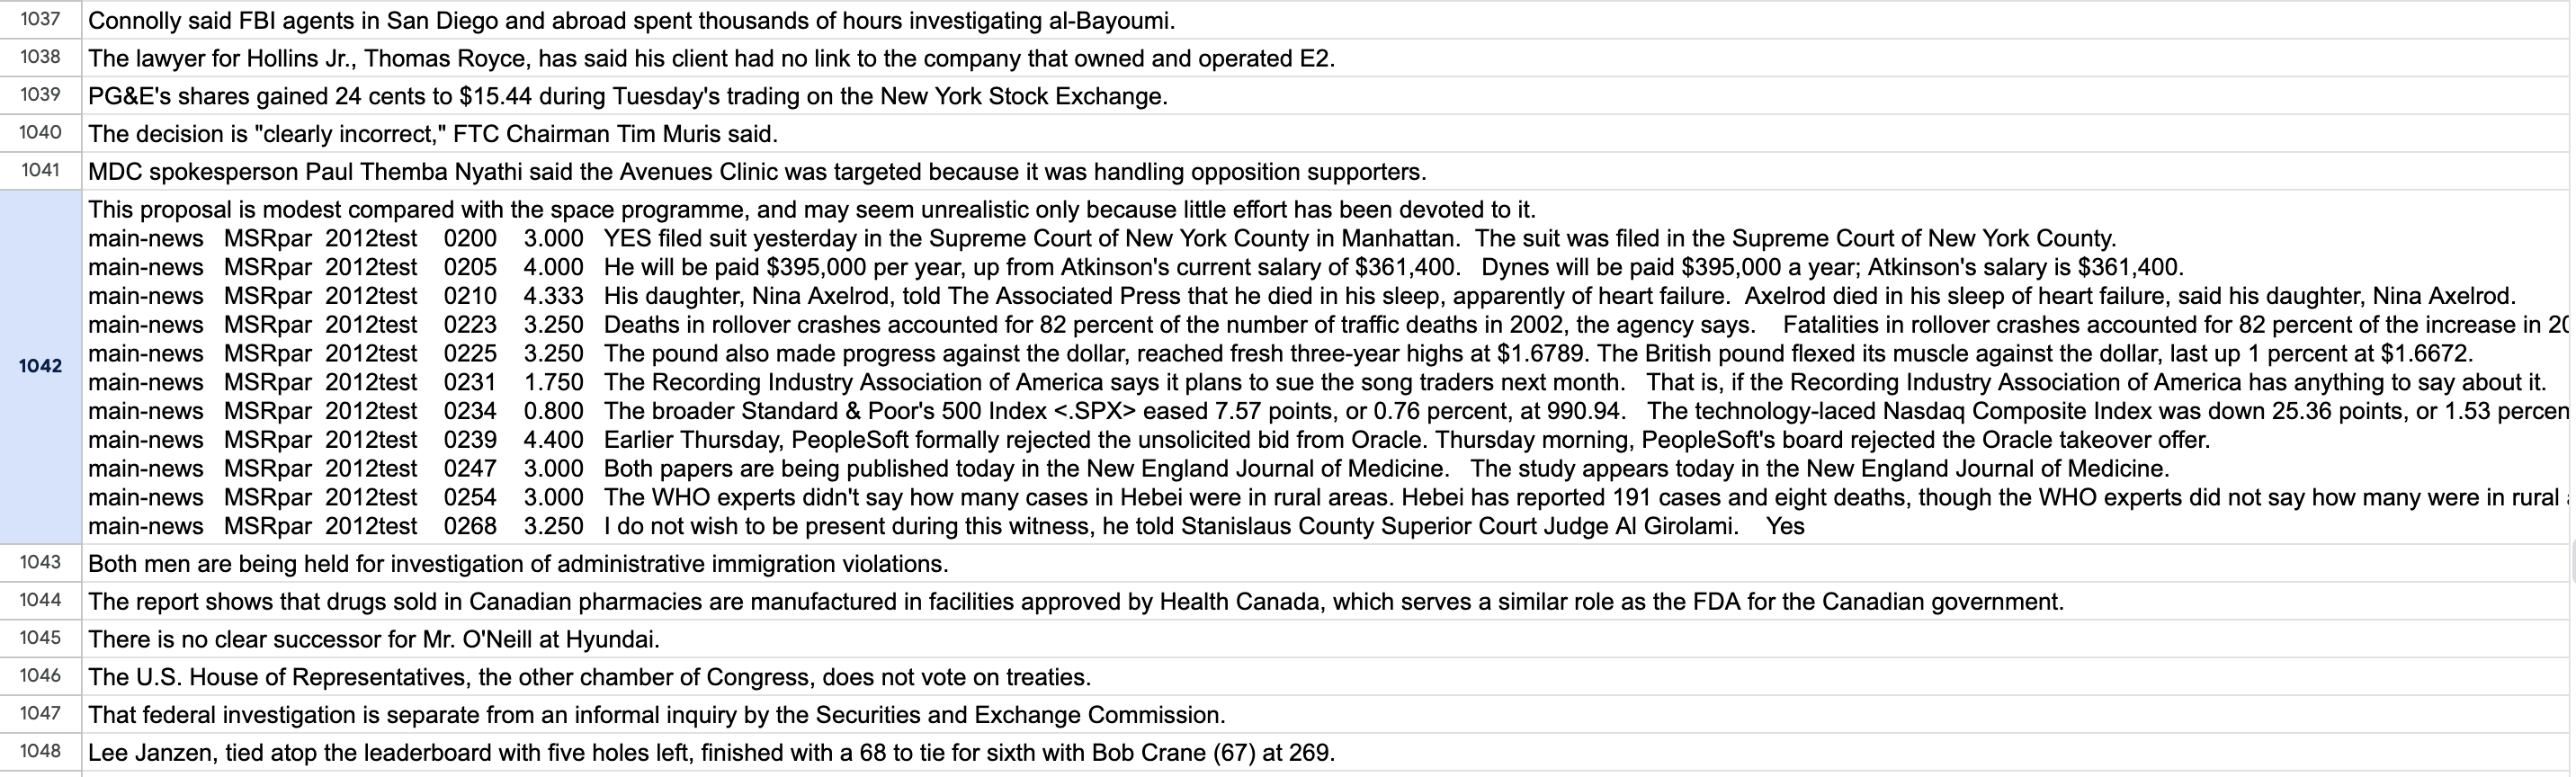 1037 Connolly said FBI agents in San Diego and abroad spent thousands of hours investigating al-Bayoumi.
1038 The lawyer for Hollins Jr., Thomas Royce, has said his client had no link to the company that owned and operated E2.
1039 PG&E's shares gained 24 cents to $15.44 during Tuesday's trading on the New York Stock Exchange.
1040 The decision is "clearly incorrect," FTC Chairman Tim Muris said.
1041 MDC spokesperson Paul Themba Nyathi said the Avenues Clinic was targeted because it was handling opposition supporters.
This proposal is modest compared with the space programme, and may seem unrealistic only because little effort has been devoted to it.
main-news MSRpar 2012test 0200 3.000 YES filed suit yesterday in the Supreme Court of New York County in Manhattan. The suit was filed in the Supreme Court of New York County.
main-news MSRpar 2012test 0205 4.000 He will be paid $395,000 per year, up from Atkinson's current salary of $361,400. Dynes will be paid $395,000 a year; Atkinson's salary is $361,400.
main-news MSRpar 2012test 0210 4.333 His daughter, Nina Axelrod, told The Associated Press that he died in his sleep, apparently of heart failure. Axelrod died in his sleep of heart failure, said his daughter, Nina Axelrod.
main-news MSRpar 2012test 0223 3.250 Deaths in rollover crashes accounted for 82 percent of the number of traffic deaths in 2002, the agency says. Fatalities in rollover crashes accounted for 82 percent of the increase in
main-news MSRpar 2012test 0225 3.250 The pound also made progress against the dollar, reached fresh three-year highs at $1.6789. The British pound flexed its muscle against the dollar, last up 1 percent at $1.6672.
1042 main-news MSRpar 2012test 0231 1.750 The Recording Industry Association of America says it plans to sue the song traders next month. That is, if the Recording Industry Association of America has anything to say about it.
main-news MSRpar 2012test 0234 0.800 The broader Standard & Poor's 500 Index <.SPX> eased 7.57 points, or 0.76 percent, at 990.94. The technology-laced Nasdaq Composite Index was down 25.36 points, or 1.53 percen
main-news MSRpar 2012test 0239 4.400 Earlier Thursday, PeopleSoft formally rejected the unsolicited bid from Oracle. Thursday morning, PeopleSoft's board rejected the Oracle takeover offer.
main-news MSRpar 2012test 0247 3.000 Both papers are being published today in the New England Journal of Medicine. The study appears today in the New England Journal of Medicine.
main-news MSRpar 2012test 0254 3.000 The WHO experts didn't say how many cases in Hebei were in rural areas. Hebei has reported 191 cases and eight deaths, though the WHO experts did not say how many were in rural
main-news MSRpar 2012test 0268 3.250 I do not wish to be present during this witness, he told Stanislaus County Superior Court Judge Al Girolami. Yes
1043 Both men are being held for investigation of administrative immigration violations.
1044 The report shows that drugs sold in Canadian pharmacies are manufactured in facilities approved by Health Canada, which serves a similar role as the FDA for the Canadian government.
1045 There is no clear successor for Mr. O'Neill at Hyundai.
1046 The U.S. House of Representatives, the other chamber of Congress, does not vote on treaties.
1047 That federal investigation is separate from an informal inquiry by the Securities and Exchange Commission.
1048 Lee Janzen, tied atop the leaderboard with five holes left, finished with a 68 to tie for sixth with Bob Crane (67) at 269.